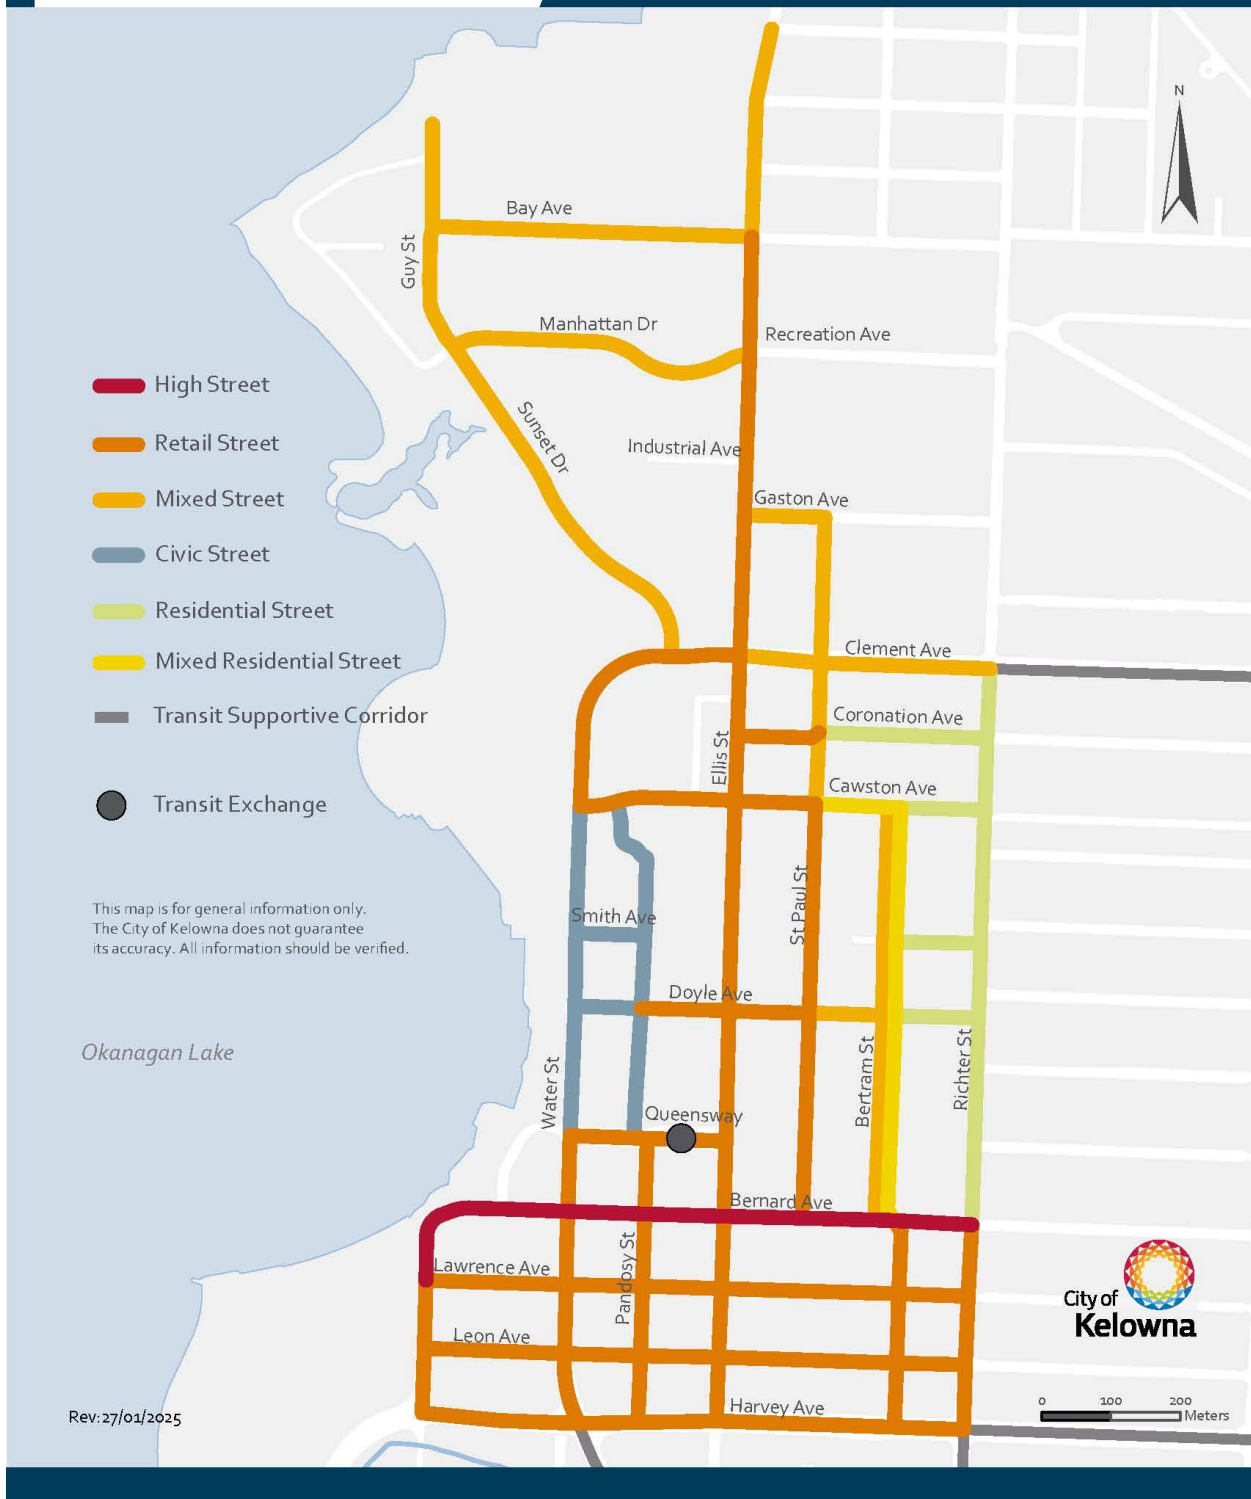 N
Bay Ave
Guy St
Manhattan Dr
Recreation Ave
High Street
Retail Street
Sunset Dr
Industrial Ave
Mixed Street
Gaston Ave
Civic Street
Residential Street
Clement Ave
Mixed Residential Street
Transit Supportive Corridor
Coronation Ave
Ellis St
Cawston Ave
Transit Exchange
St Paul St
Smith Ave
This map is for general information only.
The City of Kelowna does not guarantee
its accuracy. All information should be verified.
Doyle Ave
Okanagan Lake
Water St
Bertram St
Richter St
Queensway
Bernard Ave
Pandosy St
Lawrence Ave
City of
Kelowna
Leon Ave
Harvey Ave
Rev:27/01/2025
0 100 200
Meters